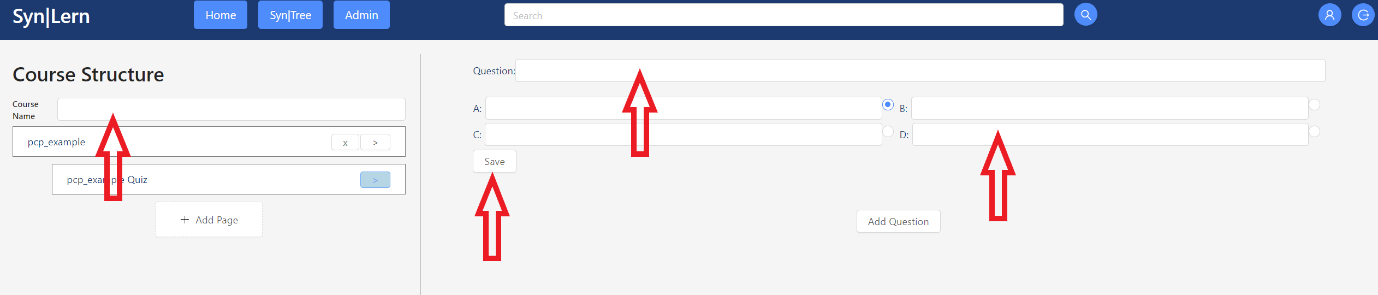 Syn|Lern Home Syn|Tree Admin Search
Course Structure
Question:
Course
Name
A: B:
pcp_example x >
C: D:
Save
pcp_example Quiz >
+ Add Page
Add Question